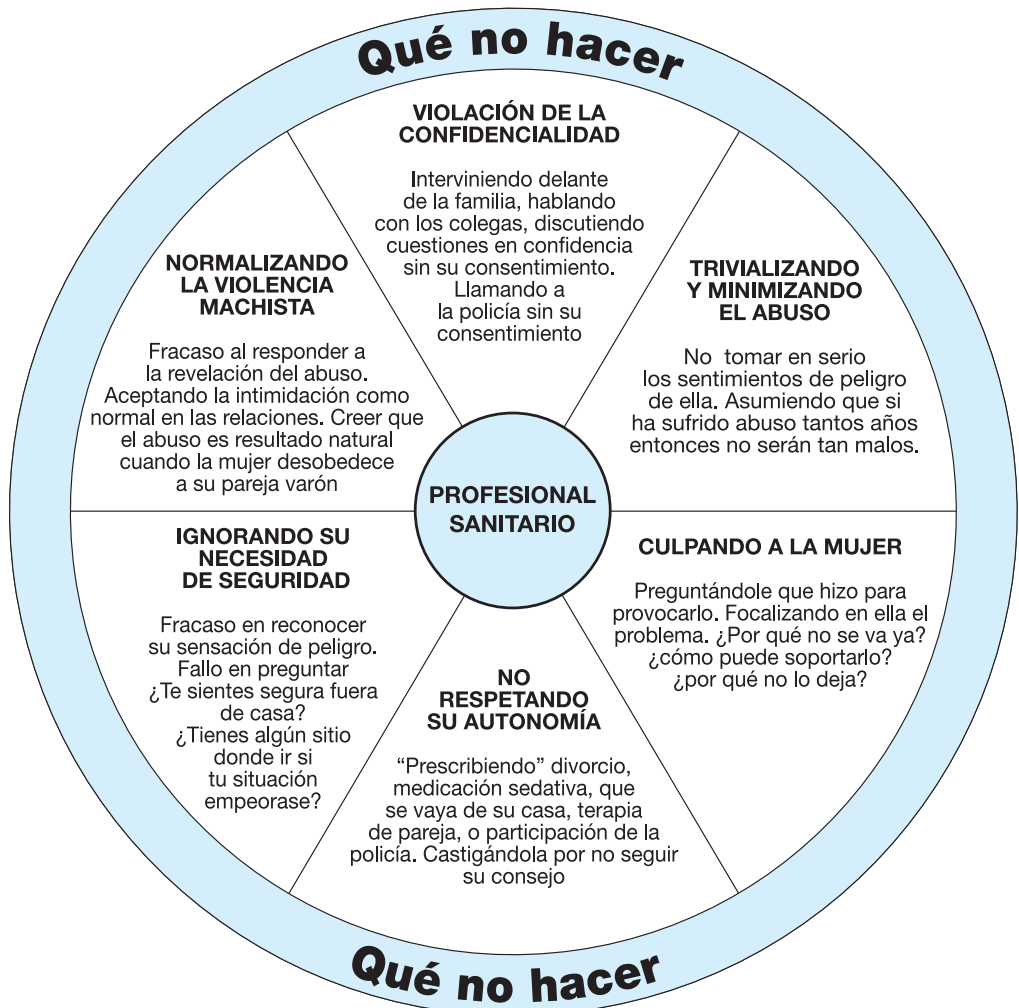 Qué no hacer
VIOLACIÓN DE LA
CONFIDENCIALIDAD
Interviniendo delante
de la familia, hablando
con los colegas, discutiendo
cuestiones en confidencia
sin su consentimiento.
Llamando a
la policía sin su
consentimiento
TRIVIALIZANDO
Y MINIMIZANDO
EL ABUSO
No tomar en serio
los sentimientos de peligro
de ella. Asumiendo que si
ha sufrido abuso tantos años
entonces no serán tan malos.
CULPANDO A LA MUJER
Preguntándole que hizo para
provocarlo. Focalizando en ella el
problema. ¿Por qué no se va ya?
¿cómo puede soportarlo?
¿por qué no lo deja?
NO
RESPETANDO
SU AUTONOMÍA
“Prescribiendo” divorcio,
medicación sedativa, que
se vaya de su casa, terapia
de pareja, o participación de la
policía. Castigándola por no seguir
su consejo
IGNORANDO SU
NECESIDAD
DE SEGURIDAD
Fracaso en reconocer
su sensación de peligro.
Fallo en preguntar
¿Te sientes segura fuera
de casa?
¿Tienes algún sitio
donde ir si
tu situación
empeorase?
NORMALIZANDO
LA VIOLENCIA
MACHISTA
Fracaso al responder a
la revelación del abuso.
Aceptando la intimidación como
normal en las relaciones. Creer que
el abuso es resultado natural
cuando la mujer desobedece
a su pareja varón
PROFESIONAL
SANITARIO
Qué no hacer